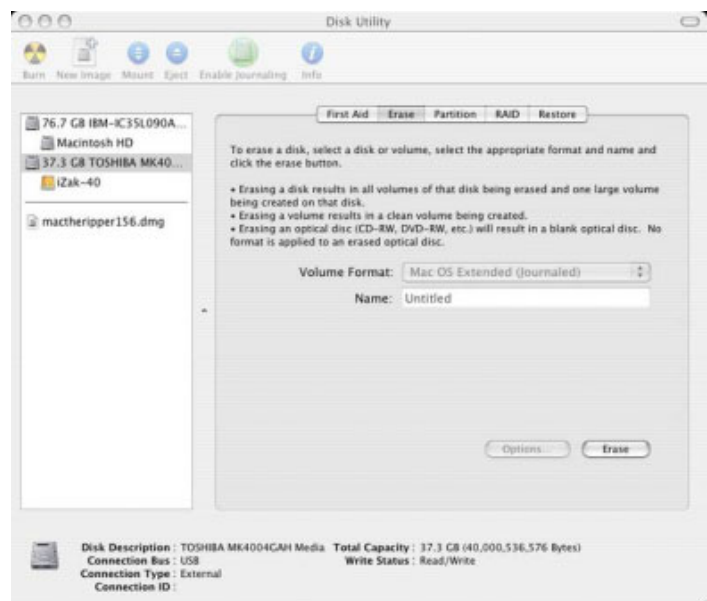 Disk Utility
Burn New Image Mount Eject Enable Journaling Info
76.7 GB IBM-IC35L090A...
Macintosh HD
37.3 GB TOSHIBA MK40...
iZak-40
mactheripper156.dmg
First Aid Erase Partition RAID Restore
To erase a disk, select a disk or volume, select the appropriate format and name and
click the erase button.
• Erasing a disk results in all volumes of that disk being erased and one large volume
being created on that disk.
• Erasing a volume results in a clean volume being created.
• Erasing an optical disc (CD-RW, DVD-RW, etc.) will result in a blank optical disc. No
format is applied to an erased optical disc.
Volume Format: Mac OS Extended (Journaled)
Name: Untitled
Options... Erase
Disk Description : TOSHIBA MK4004GAH Media Total Capacity : 37.3 GB (40,000,536,576 Bytes)
Connection Bus : USB Write Status : Read/Write
Connection Type : External
Connection ID :